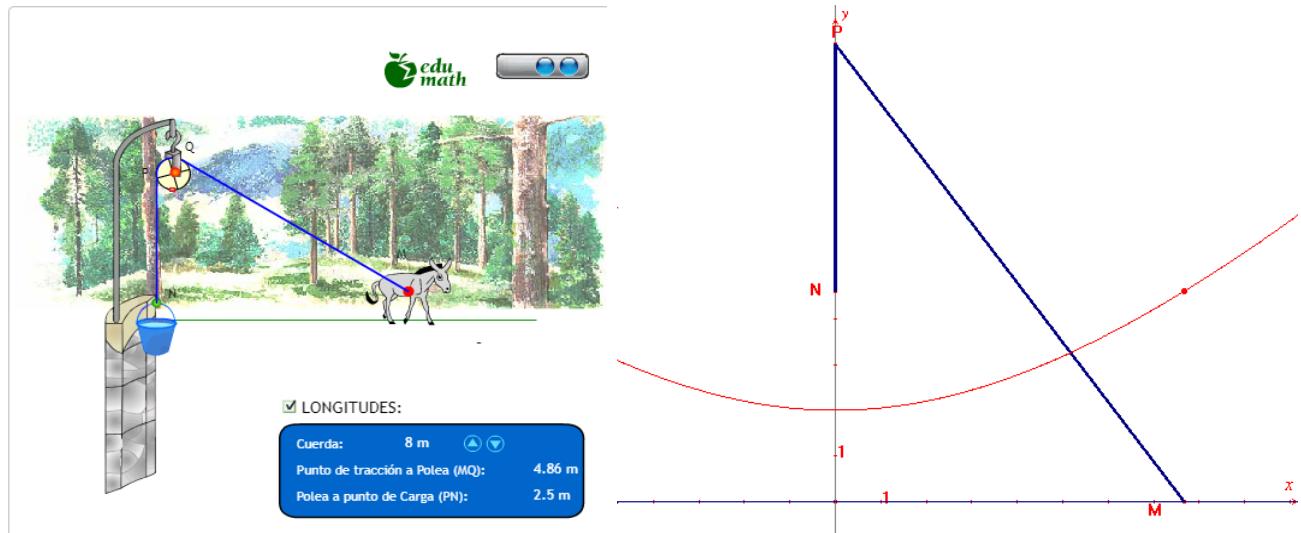 edu
math
Q
P
M
N
LONGITUDES:
Cuerda: 8 m
Punto de tracción a Polea (MQ): 4.86 m
Polea a punto de Carga (PN): 2.5 m
y
P
N
1
1
x
M